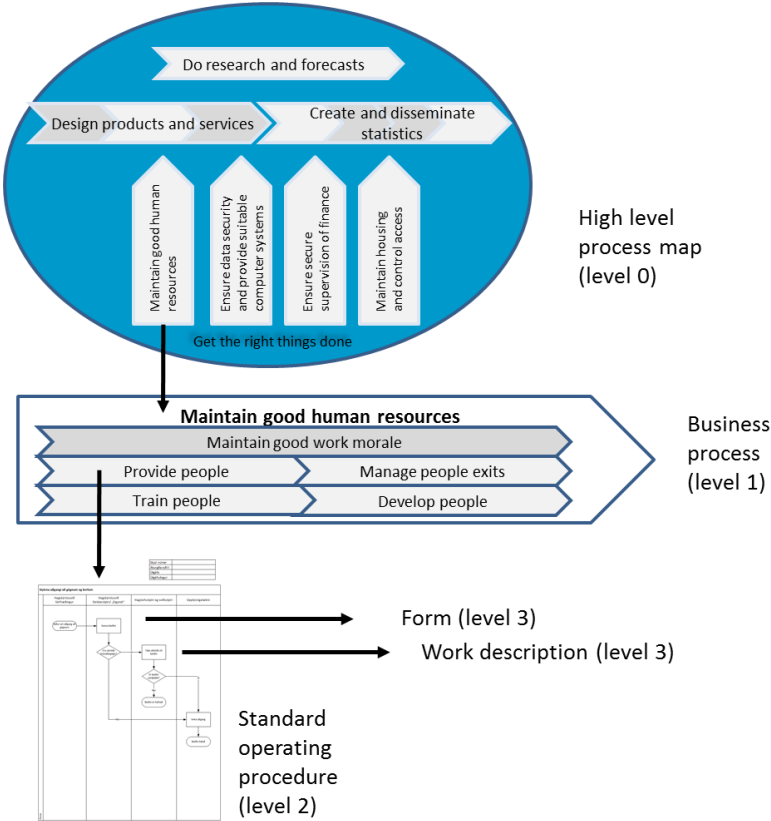 Do research and forecasts
Design products and services
Create and disseminate
statistics
Maintain good human
resources
Ensure data security
and provide suitable
computer systems
Ensure secure
supervision of finance
Maintain housing
and control access
Get the right things done
High level
process map
(level 0)
Maintain good human resources
Maintain good work morale
Provide people
Manage people exits
Train people
Develop people
Business
process
(level 1)
Form (level 3)
Work description (level 3)
Standard
operating
procedure
(level 2)